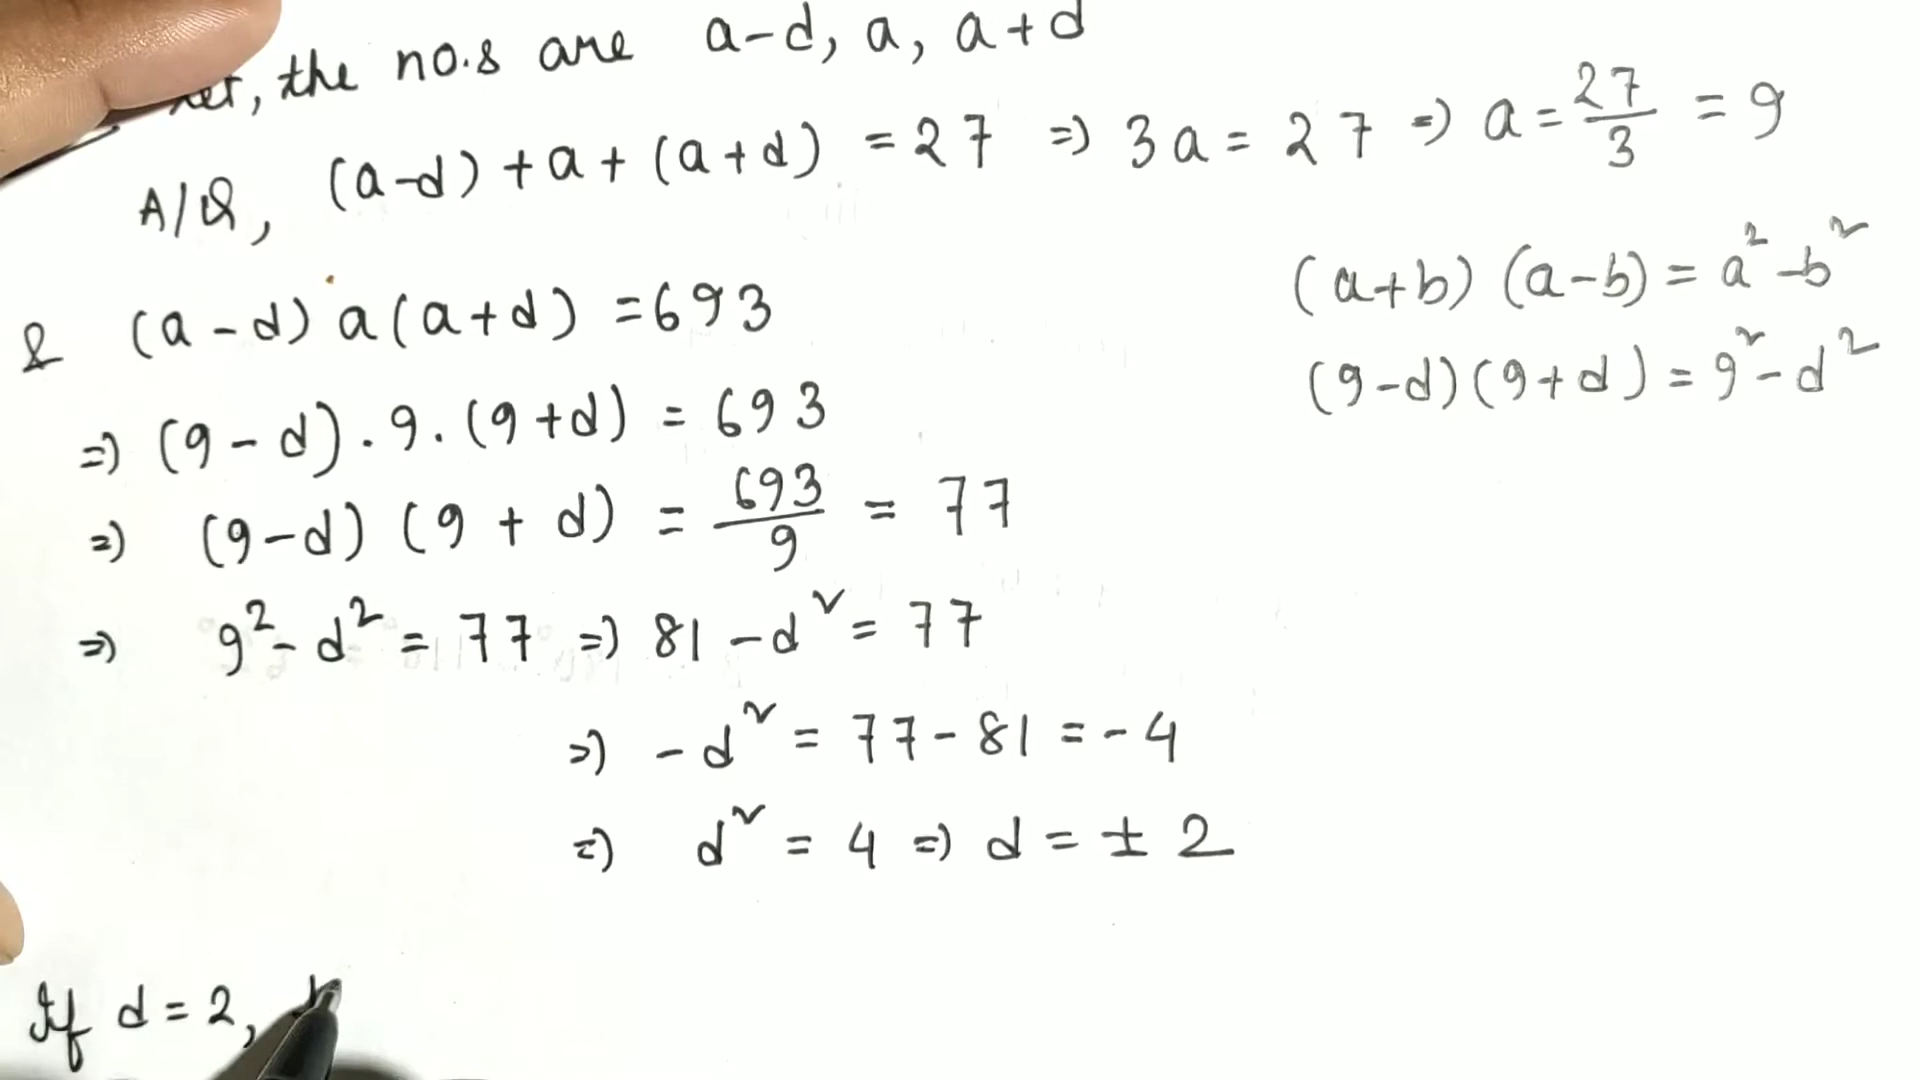 , the no.s are a-d, a, a+d
A/Q, (a-d) + a + (a+d) = 27 => 3a = 27 => a = 27/3 = 9
& (a-d) a (a+d) = 693
(a+b) (a-b) = a² - b²
=> (9-d) . 9 . (9+d) = 693
(9-d) (9+d) = 9² - d²
=> (9-d) (9+d) = 693/9 = 77
=> 9² - d² = 77 => 81 - d² = 77
=> -d² = 77 - 81 = -4
=> d² = 4 => d = ± 2
If d = 2,